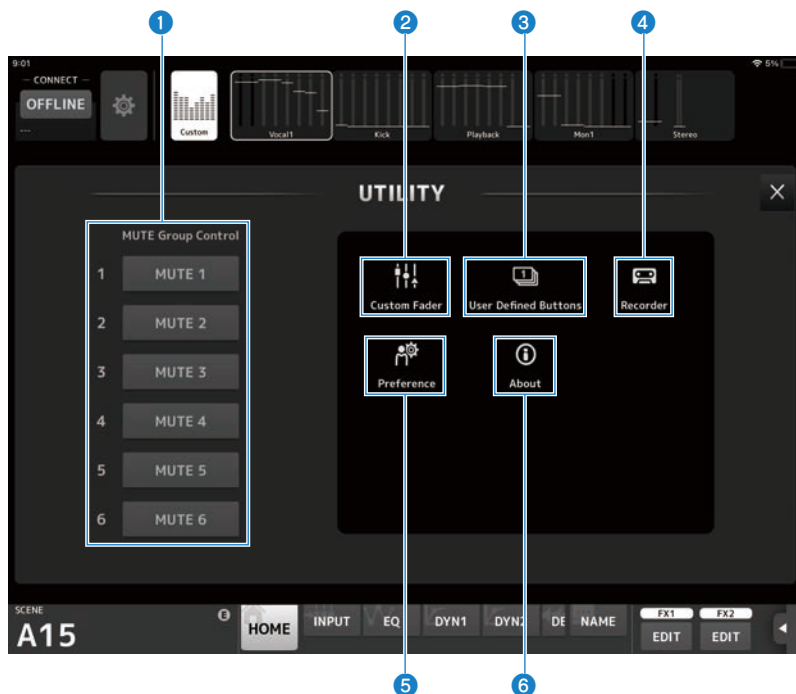 1 2 3 4
9:01 5%
CONNECT
OFFLINE
---
Custom
Vocal1
Kick
Playback
Mon1
Stereo
UTILITY
MUTE Group Control
1 MUTE 1
2 MUTE 2
3 MUTE 3
4 MUTE 4
5 MUTE 5
6 MUTE 6
Custom Fader
1
User Defined Buttons
Recorder
Preference
About
SCENE
A15
E
HOME
INPUT
EQ
DYN1
DYN2
DE
NAME
FX1
EDIT
FX2
EDIT
5 6